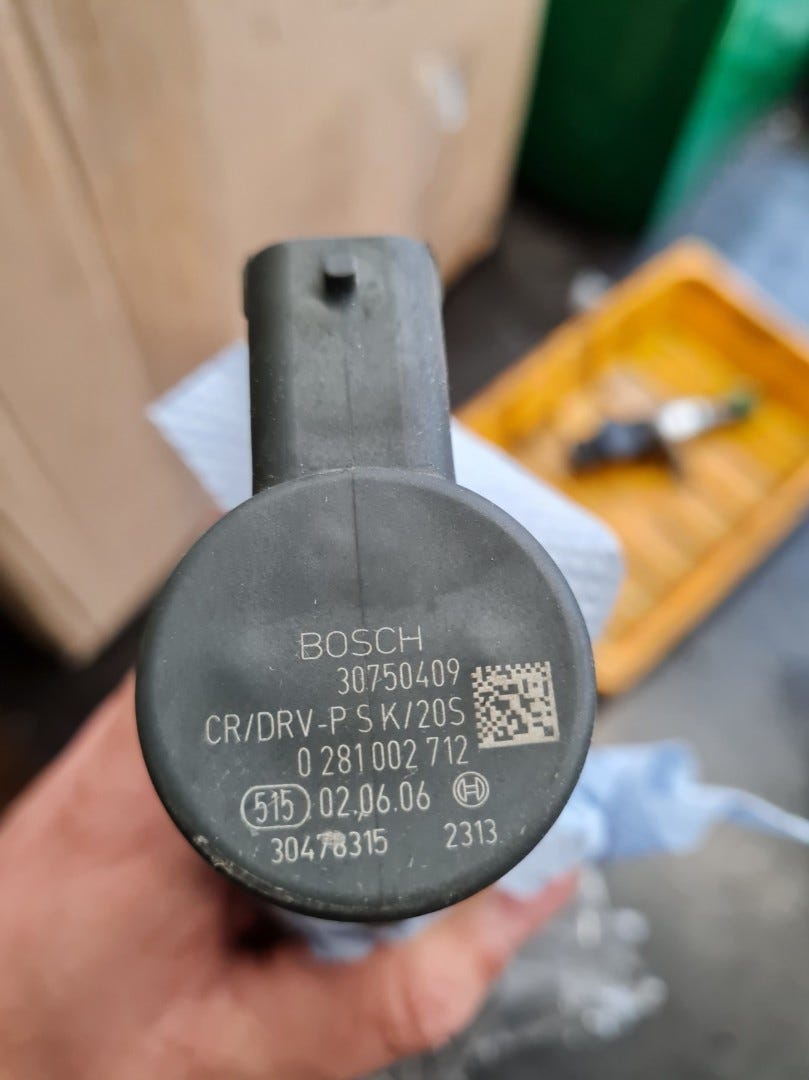 BOSCH
30750409
CR/DRV-P S K/20S
0 281 002 712
515 02.06.06
30478315 2313